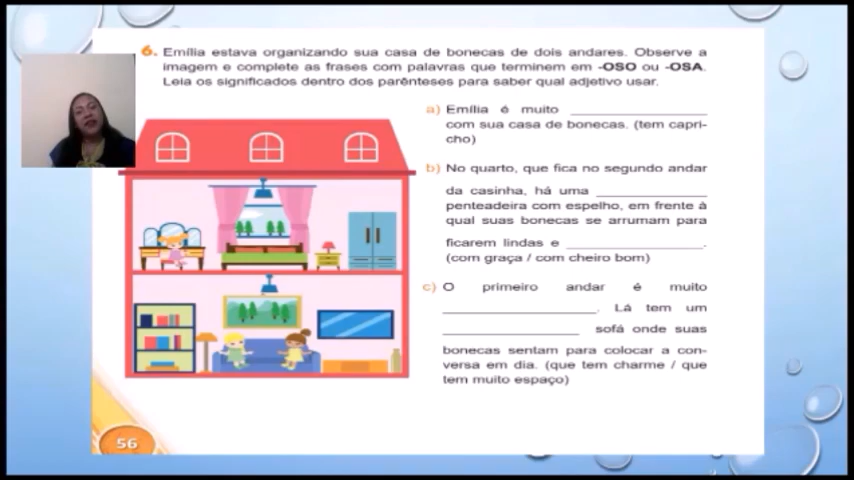 6. Emília estava organizando sua casa de bonecas de dois andares. Observe a
imagem e complete as frases com palavras que terminem em -OSO ou -OSA.
Leia os significados dentro dos parênteses para saber qual adjetivo usar.
a) Emília é muito ____________________
com sua casa de bonecas. (tem capri-
cho)
b) No quarto, que fica no segundo andar
da casinha, há uma ________________
penteadeira com espelho, em frente à
qual suas bonecas se arrumam para
ficarem lindas e ____________________.
(com graça / com cheiro bom)
c) O primeiro andar é muito
______________________. Lá tem um
____________________ sofá onde suas
bonecas sentam para colocar a con-
versa em dia. (que tem charme / que
tem muito espaço)
56